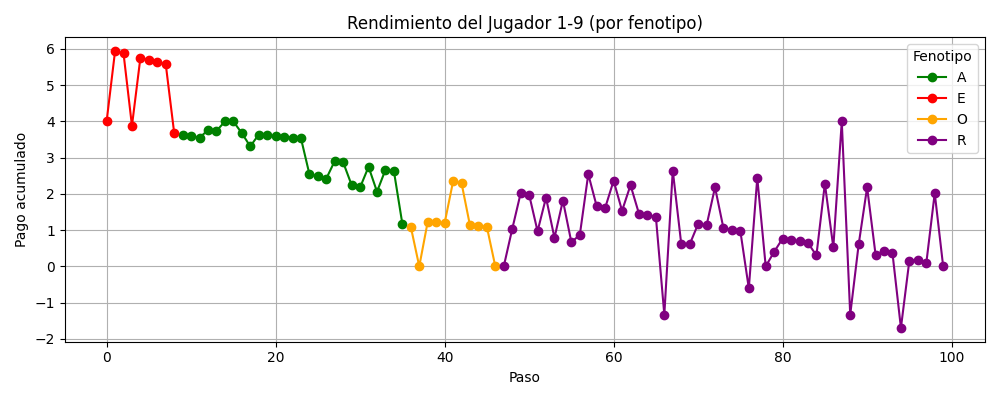 Rendimiento del Jugador 1-9 (por fenotipo)
Fenotipo
A
E
O
R
Pago acumulado
6
5
4
3
2
1
0
−1
−2
0 20 40 60 80 100
Paso